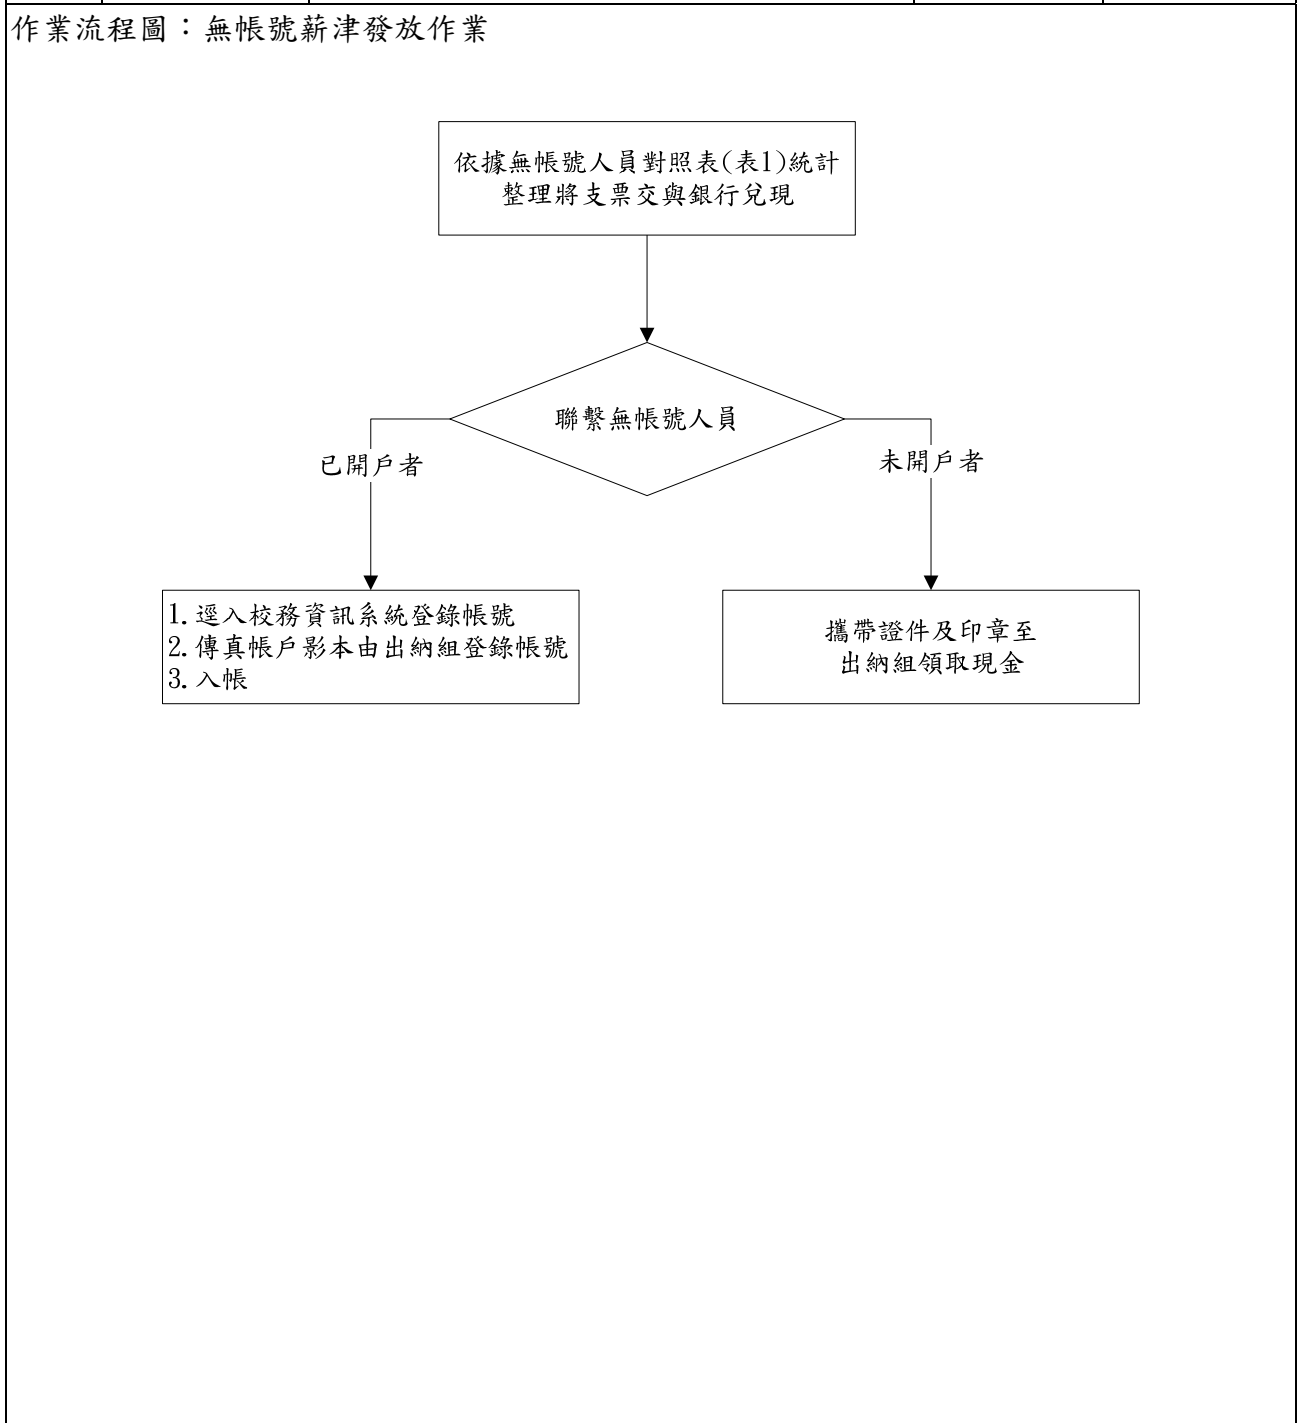 作業流程圖：無帳號薪津發放作業
依據無帳號人員對照表(表1)統計
整理將支票交與銀行兌現
聯繫無帳號人員
已開戶者
未開戶者
1. 逕入校務資訊系統登錄帳號
2. 傳真帳戶影本由出納組登錄帳號
3. 入帳
攜帶證件及印章至
出納組領取現金